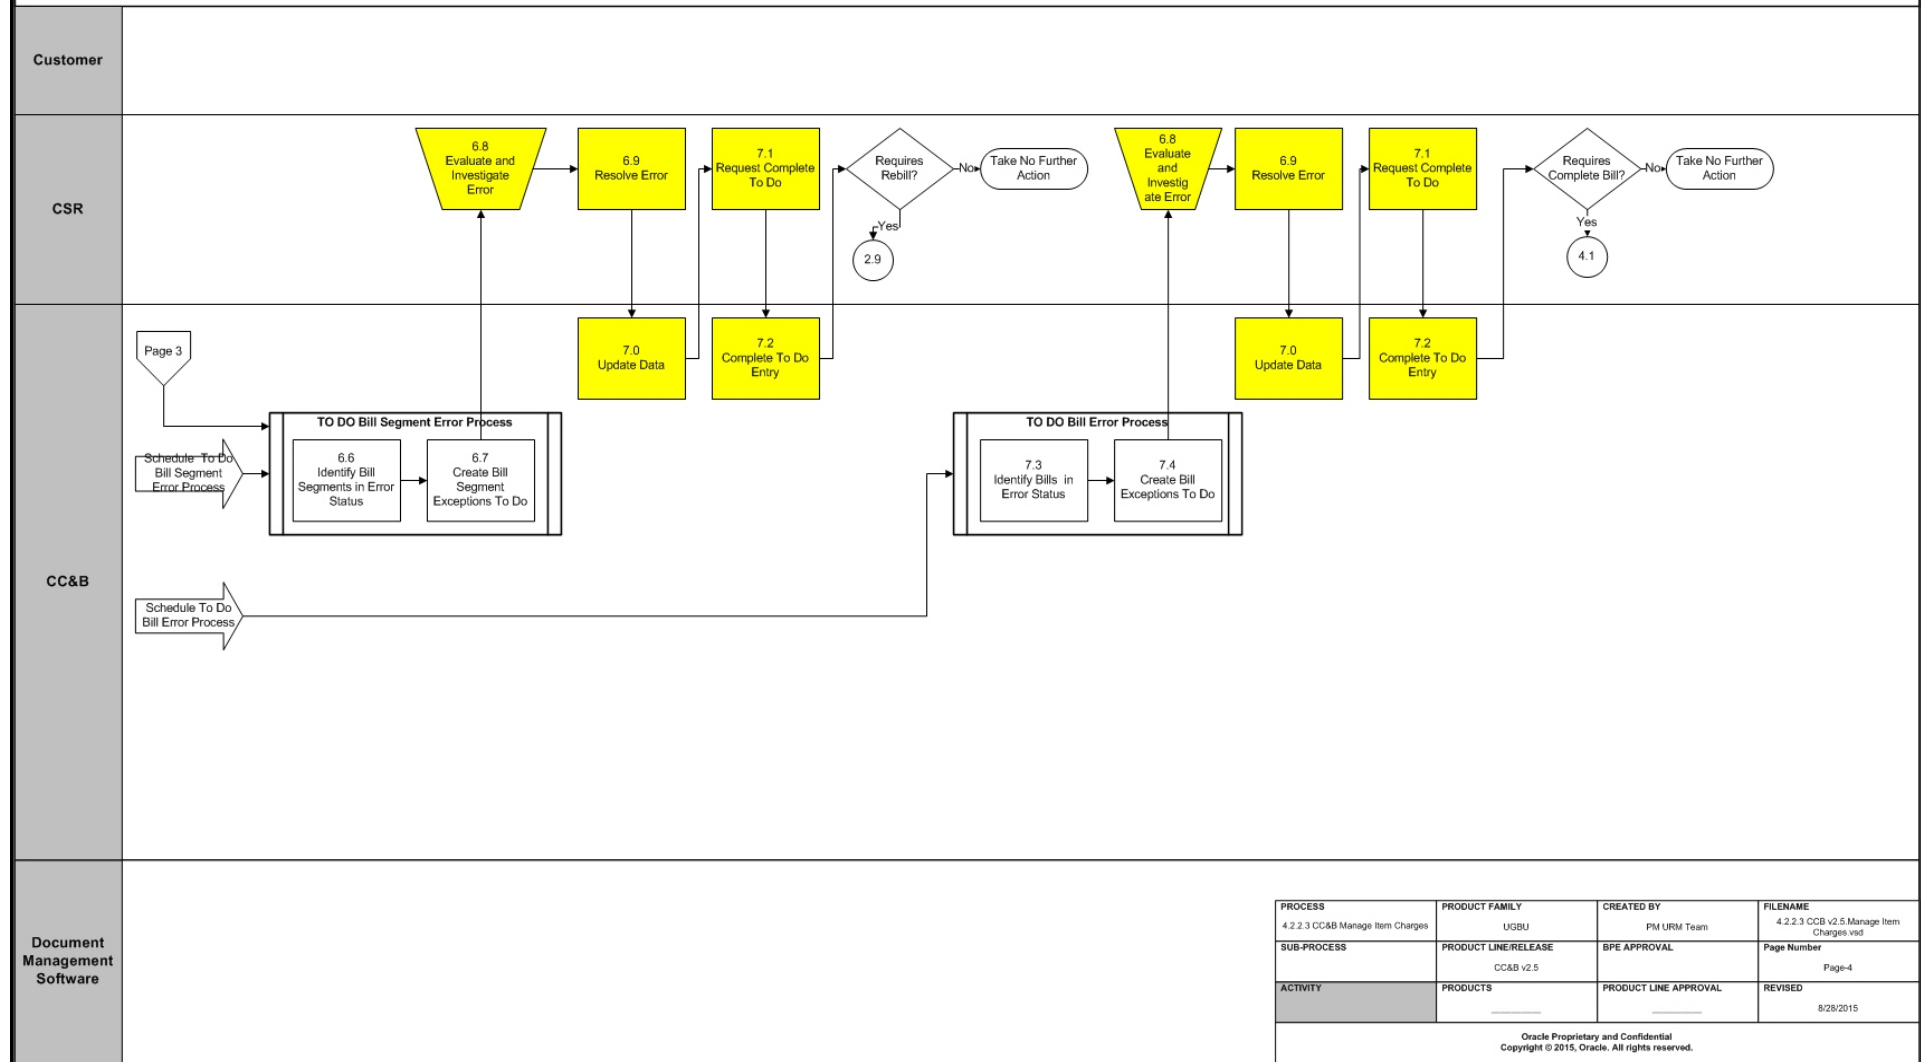 Customer
CSR
6.8
Evaluate and
Investigate
Error
6.9
Resolve Error
7.1
Request Complete
To Do
Requires
Rebill?
No
Take No Further
Action
Yes
2.9
6.8
Evaluate
and
Investig
ate Error
6.9
Resolve Error
7.1
Request Complete
To Do
Requires
Complete Bill?
No
Take No Further
Action
Yes
4.1
CC&B
Page 3
7.0
Update Data
7.2
Complete To Do
Entry
7.0
Update Data
7.2
Complete To Do
Entry
Schedule To Do
Bill Segment
Error Process
TO DO Bill Segment Error Process
6.6
Identify Bill
Segments in Error
Status
6.7
Create Bill
Segment
Exceptions To Do
TO DO Bill Error Process
7.3
Identify Bills in
Error Status
7.4
Create Bill
Exceptions To Do
Schedule To Do
Bill Error Process
Document
Management
Software
PROCESS
4.2.2.3 CC&B Manage Item Charges
PRODUCT FAMILY
UGBU
CREATED BY
PM URM Team
FILENAME
4.2.2.3 CCB v2.5.Manage Item
Charges.vsd
SUB-PROCESS
PRODUCT LINE/RELEASE
CC&B v2.5
BPE APPROVAL
Page Number
Page-4
ACTIVITY
PRODUCTS
PRODUCT LINE APPROVAL
REVISED
8/28/2015
Oracle Proprietary and Confidential
Copyright © 2015, Oracle. All rights reserved.